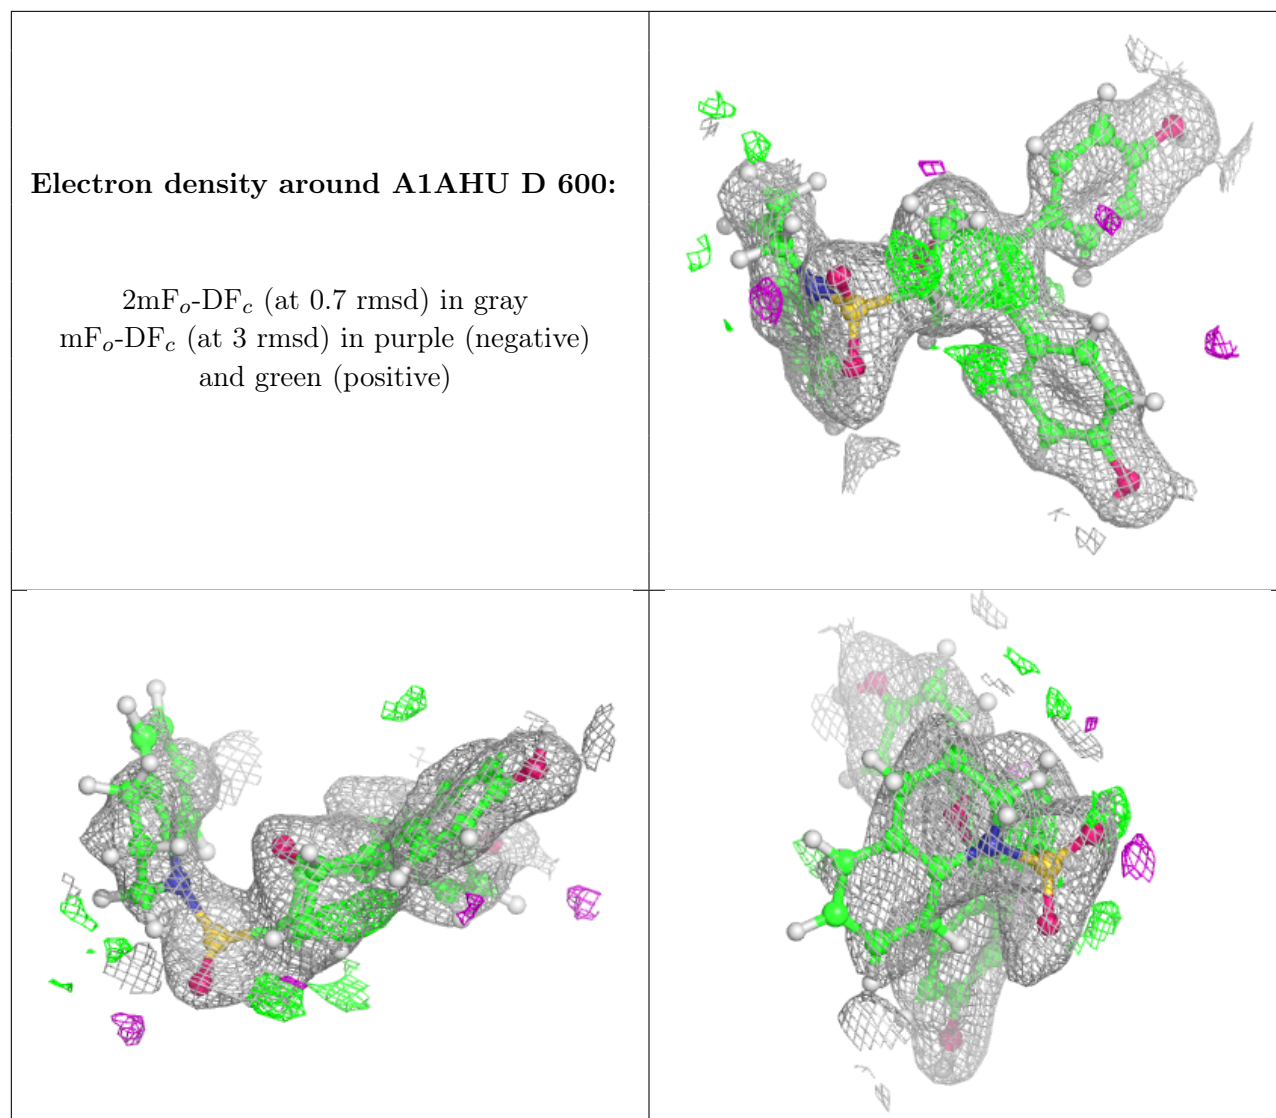 Electron density around A1AHU D 600:
2mFo-DFc (at 0.7 rmsd) in gray
mFo-DFc (at 3 rmsd) in purple (negative)
and green (positive)